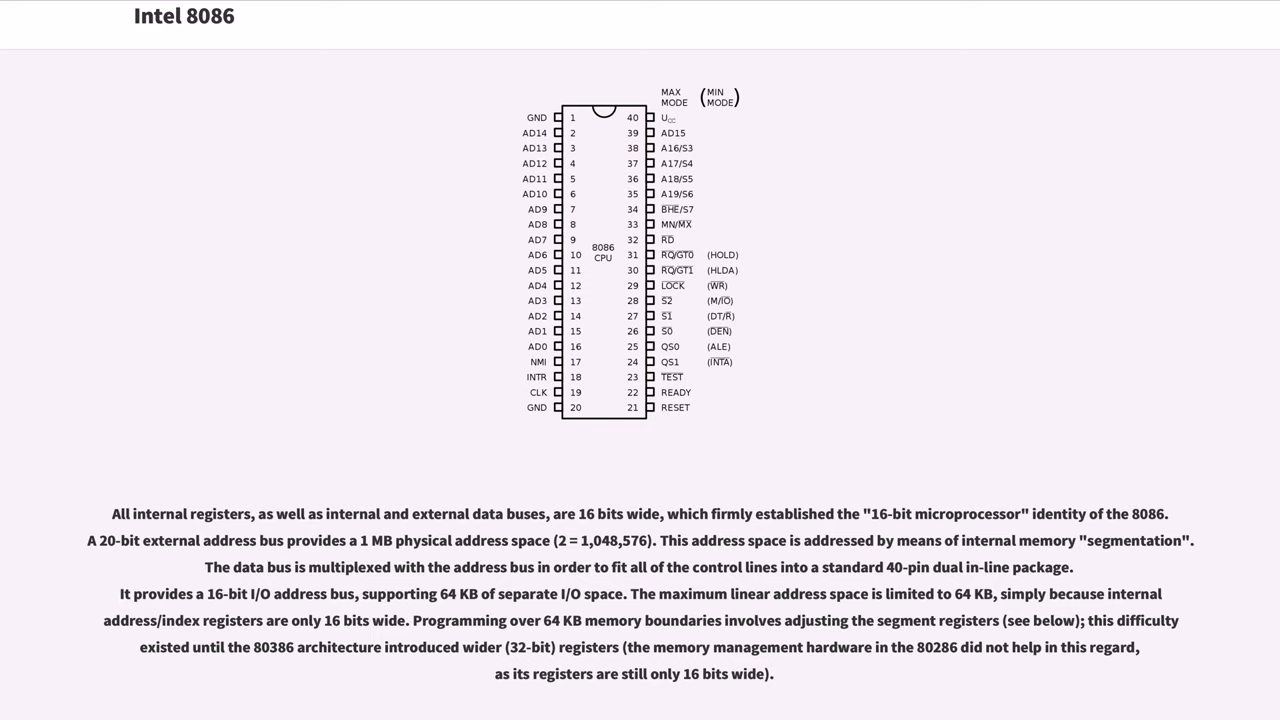 Intel 8086
MAX MODE (MIN MODE)
GND 1 40 UCC
AD14 2 39 AD15
AD13 3 38 A16/S3
AD12 4 37 A17/S4
AD11 5 36 A18/S5
AD10 6 35 A19/S6
AD9 7 34 BHE/S7
AD8 8 33 MN/MX
AD7 9 32 RD
8086
CPU
AD6 10 31 RQ/GT0 (HOLD)
AD5 11 30 RQ/GT1 (HLDA)
AD4 12 29 LOCK (WR)
AD3 13 28 S2 (M/IO)
AD2 14 27 S1 (DT/R)
AD1 15 26 S0 (DEN)
AD0 16 25 QS0 (ALE)
NMI 17 24 QS1 (INTA)
INTR 18 23 TEST
CLK 19 22 READY
GND 20 21 RESET
All internal registers, as well as internal and external data buses, are 16 bits wide, which firmly established the "16-bit microprocessor" identity of the 8086.
A 20-bit external address bus provides a 1 MB physical address space (2 = 1,048,576). This address space is addressed by means of internal memory "segmentation".
The data bus is multiplexed with the address bus in order to fit all of the control lines into a standard 40-pin dual in-line package.
It provides a 16-bit I/O address bus, supporting 64 KB of separate I/O space. The maximum linear address space is limited to 64 KB, simply because internal
address/index registers are only 16 bits wide. Programming over 64 KB memory boundaries involves adjusting the segment registers (see below); this difficulty
existed until the 80386 architecture introduced wider (32-bit) registers (the memory management hardware in the 80286 did not help in this regard,
as its registers are still only 16 bits wide).